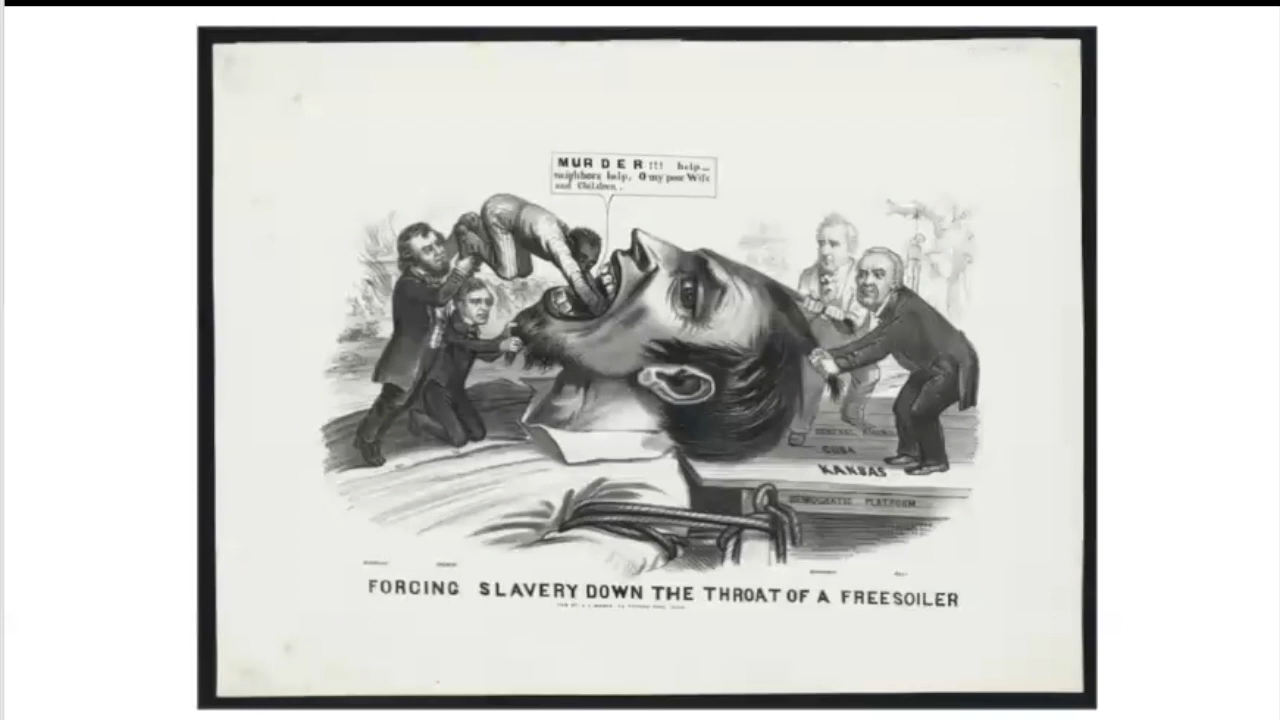 MURDER!!! help--
neighbors help. O my poor Wife
and Children.
CENTRAL
CUBA
KANSAS
DEMOCRATIC PLATFORM
FORCING SLAVERY DOWN THE THROAT OF A FREESOILER